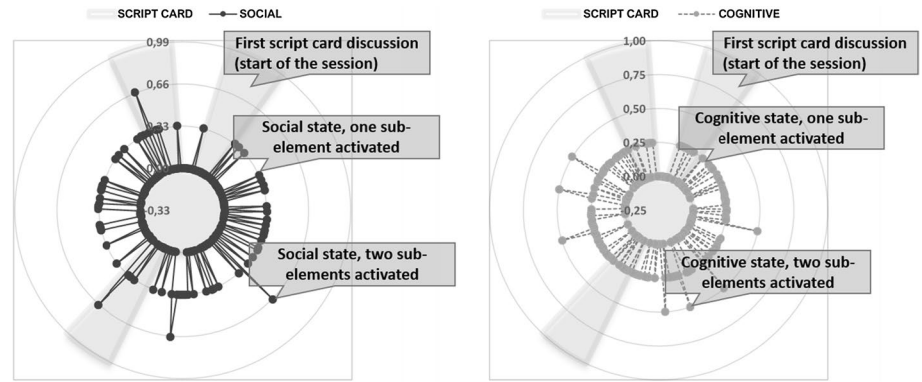 SCRIPT CARD
SOCIAL
0,99
First script card discussion
(start of the session)
0,66
0,33
Social state, one sub-
element activated
-0,33
Social state, two sub-
elements activated
SCRIPT CARD
COGNITIVE
1,00
First script card discussion
(start of the session)
0,75
0,50
Cognitive state, one sub-
element activated
0,25
0,00
-0,25
Cognitive state, two sub-
elements activated